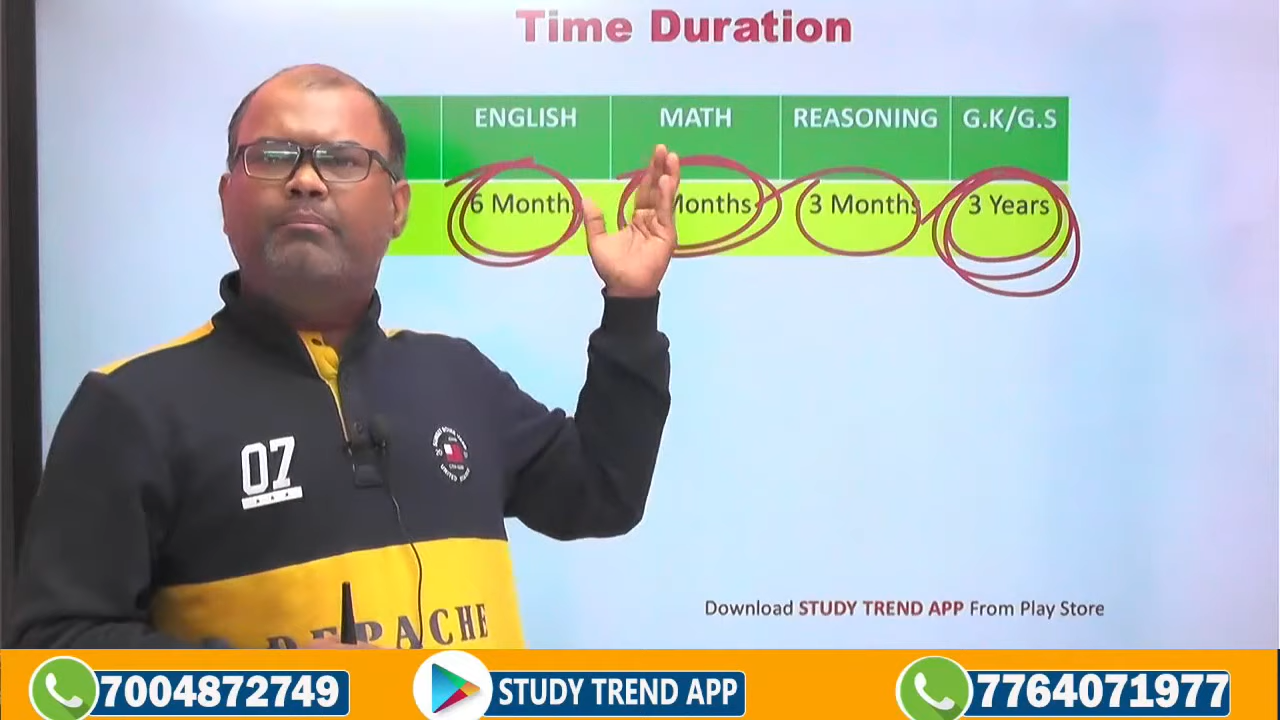 Time Duration
ENGLISH MATH REASONING G.K/G.S
6 Months Months 3 Months 3 Years
07
Download STUDY TREND APP From Play Store
7004872749 STUDY TREND APP 7764071977